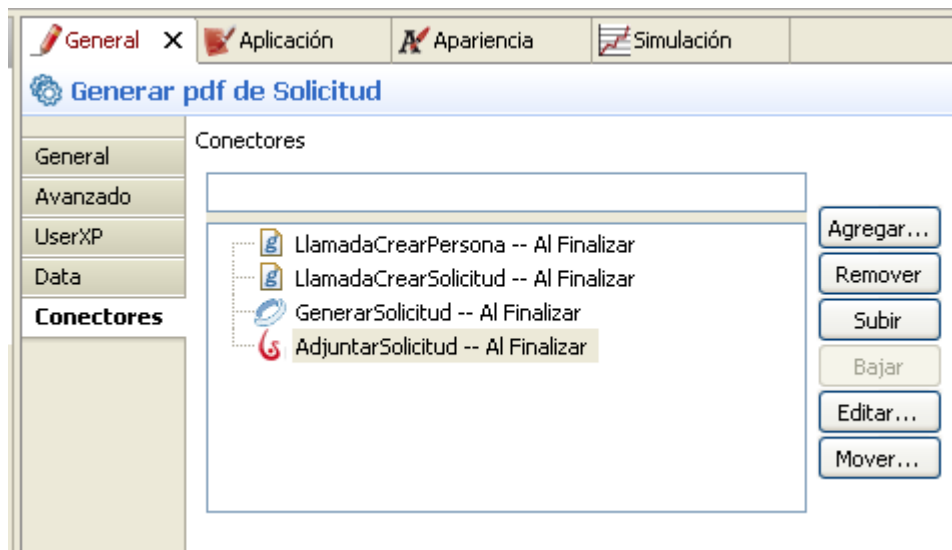 General
Aplicación
Apariencia
Simulación
Generar pdf de Solicitud
General
Avanzado
UserXP
Data
Conectores
Conectores
LlamadaCrearPersona -- Al Finalizar
LlamadaCrearSolicitud -- Al Finalizar
GenerarSolicitud -- Al Finalizar
AdjuntarSolicitud -- Al Finalizar
Agregar...
Remover
Subir
Bajar
Editar...
Mover...